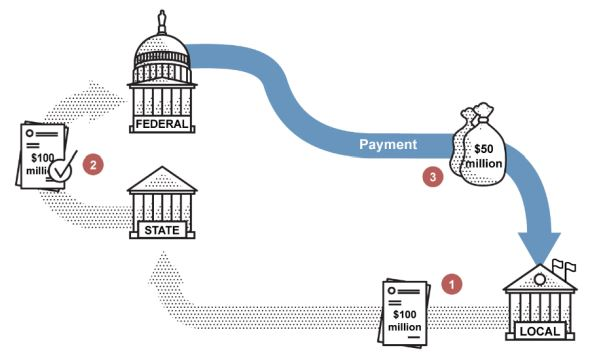 FEDERAL
Payment
$50
million
3
$100
milli
2
STATE
1
$100
million
LOCAL